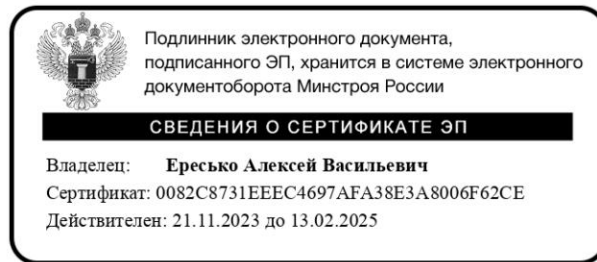 Подлинник электронного документа,
подписанного ЭП, хранится в системе электронного
документооборота Минстроя России
СВЕДЕНИЯ О СЕРТИФИКАТЕ ЭП
Владелец: Ересько Алексей Васильевич
Сертификат: 0082C8731EEEC4697AFA38E3A8006F62CE
Действителен: 21.11.2023 до 13.02.2025